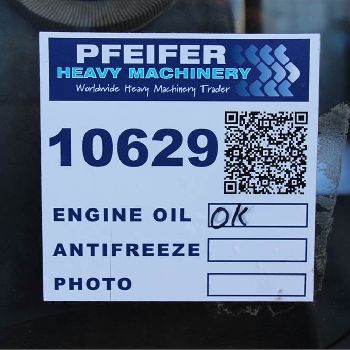 PFEIFER
HEAVY MACHINERY
Worldwide Heavy Machinery Trader
10629
ENGINE OIL OK
ANTIFREEZE
PHOTO